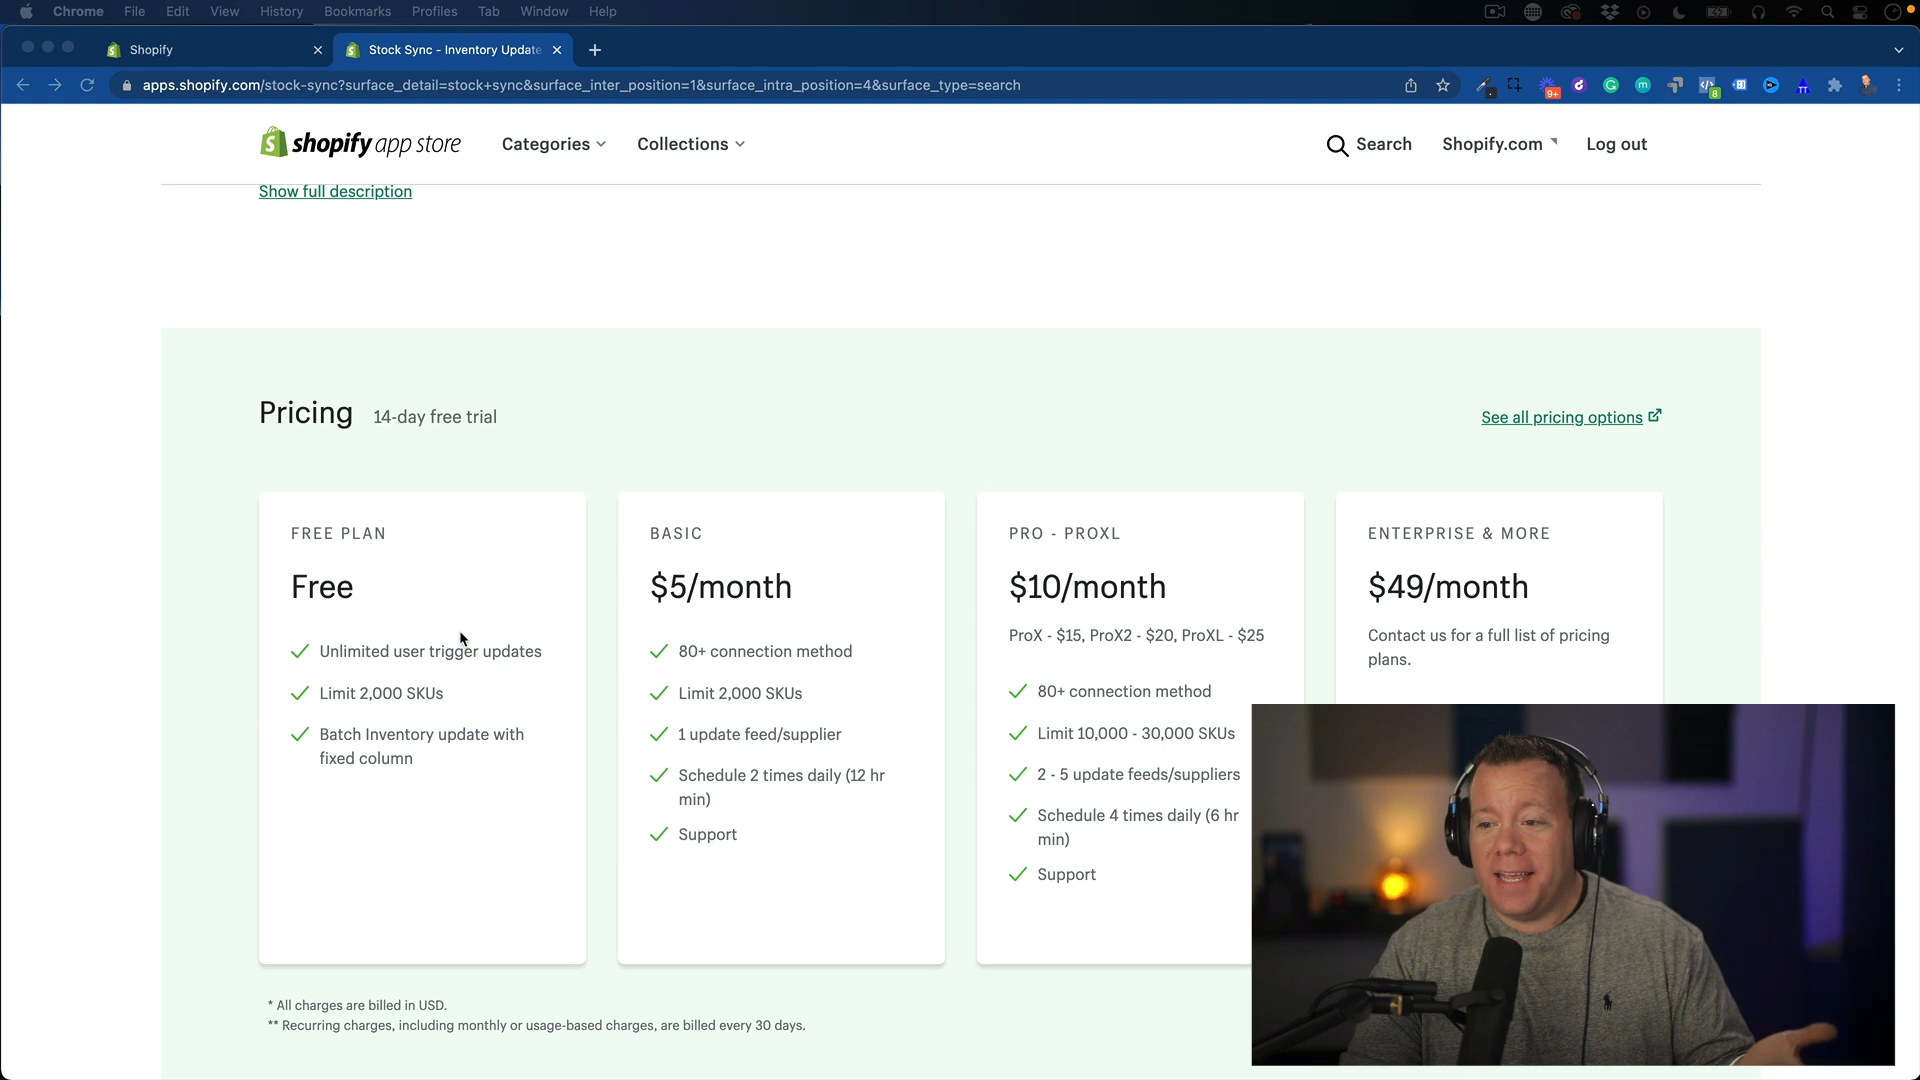 Chrome File Edit View History Bookmarks Profiles Tab Window Help
Shopify
Stock Sync - Inventory Update
apps.shopify.com/stock-sync?surface_detail=stock+sync&surface_inter_position=1&surface_intra_position=4&surface_type=search
9+
8
shopify app store
Categories
Collections
Search
Shopify.com
Log out
Show full description
Pricing
14-day free trial
See all pricing options
FREE PLAN
Free
Unlimited user trigger updates
Limit 2,000 SKUs
Batch Inventory update with
fixed column
BASIC
$5/month
80+ connection method
Limit 2,000 SKUs
1 update feed/supplier
Schedule 2 times daily (12 hr
min)
Support
PRO - PROXL
$10/month
ProX - $15, ProX2 - $20, ProXL - $25
80+ connection method
Limit 10,000 - 30,000 SKUs
2 - 5 update feeds/suppliers
Schedule 4 times daily (6 hr
min)
Support
ENTERPRISE & MORE
$49/month
Contact us for a full list of pricing
plans.
* All charges are billed in USD.
** Recurring charges, including monthly or usage-based charges, are billed every 30 days.